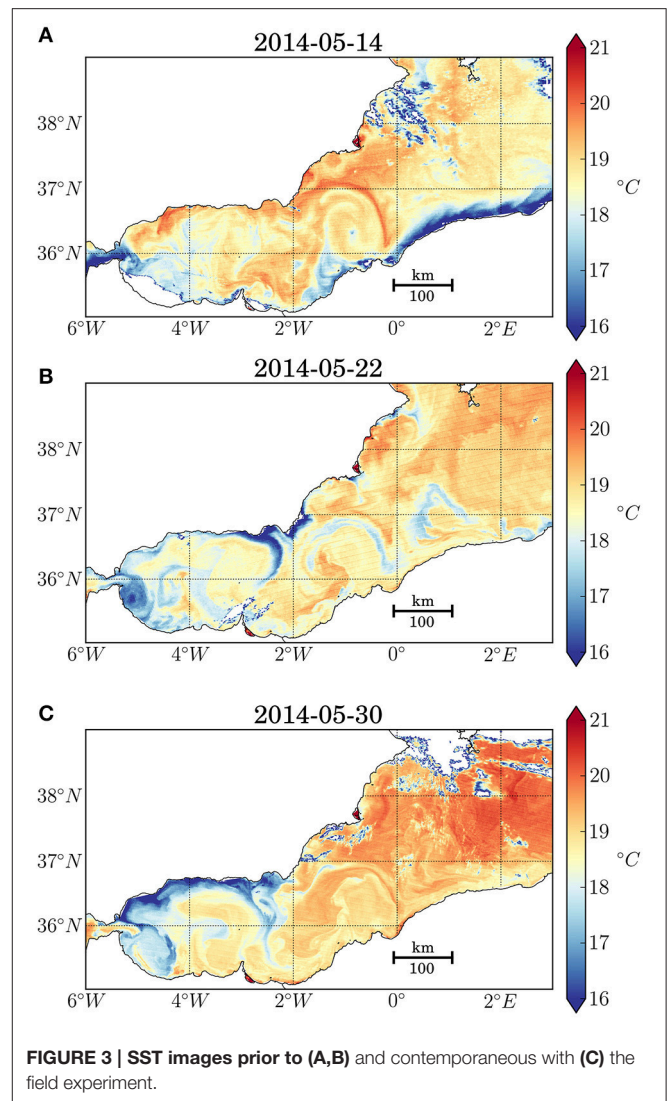 A
2014-05-14
38°N
37°N
36°N
6°W 4°W 2°W 0° 2°E
km
100
21
20
19
18
17
16
°C
B
2014-05-22
38°N
37°N
36°N
6°W 4°W 2°W 0° 2°E
km
100
21
20
19
18
17
16
°C
C
2014-05-30
38°N
37°N
36°N
6°W 4°W 2°W 0° 2°E
km
100
21
20
19
18
17
16
°C
FIGURE 3 | SST images prior to (A,B) and contemporaneous with (C) the
field experiment.